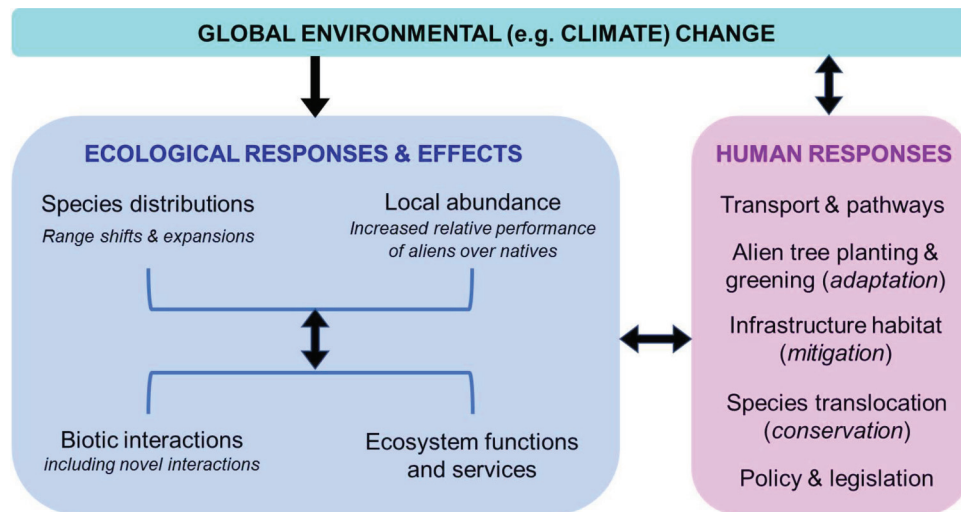 GLOBAL ENVIRONMENTAL (e.g. CLIMATE) CHANGE
ECOLOGICAL RESPONSES & EFFECTS
Species distributions
Range shifts & expansions
Local abundance
Increased relative performance
of aliens over natives
Biotic interactions
including novel interactions
Ecosystem functions
and services
HUMAN RESPONSES
Transport & pathways
Alien tree planting &
greening (adaptation)
Infrastructure habitat
(mitigation)
Species translocation
(conservation)
Policy & legislation